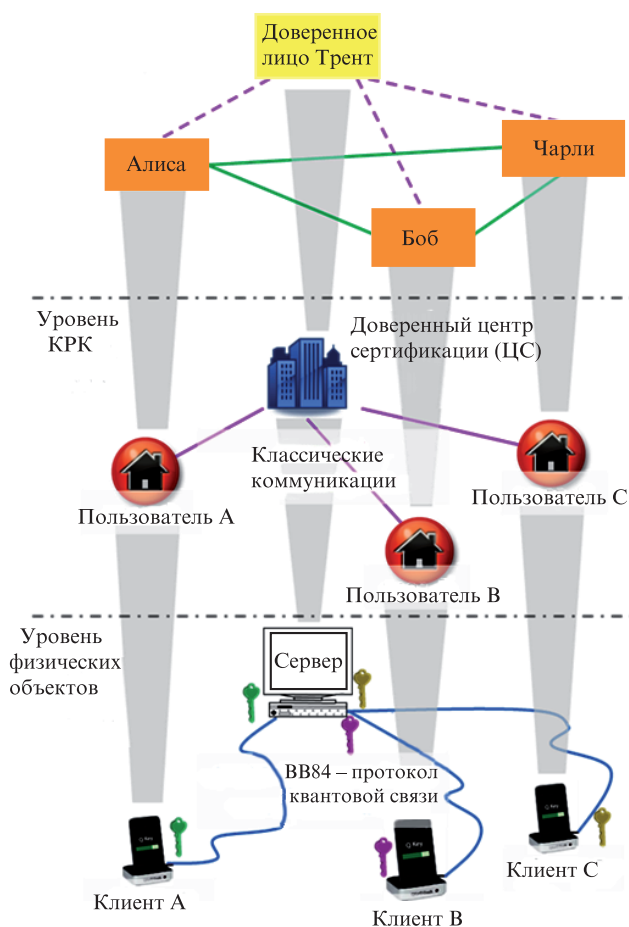 Доверенное
лицо Трент
Алиса
Чарли
Боб
Уровень
КРК
Доверенный центр
сертификации (ЦС)
Классические
коммуникации
Пользователь A
Пользователь C
Пользователь B
Уровень
физических
объектов
Сервер
BB84 – протокол
квантовой связи
Клиент A
Клиент B
Клиент C